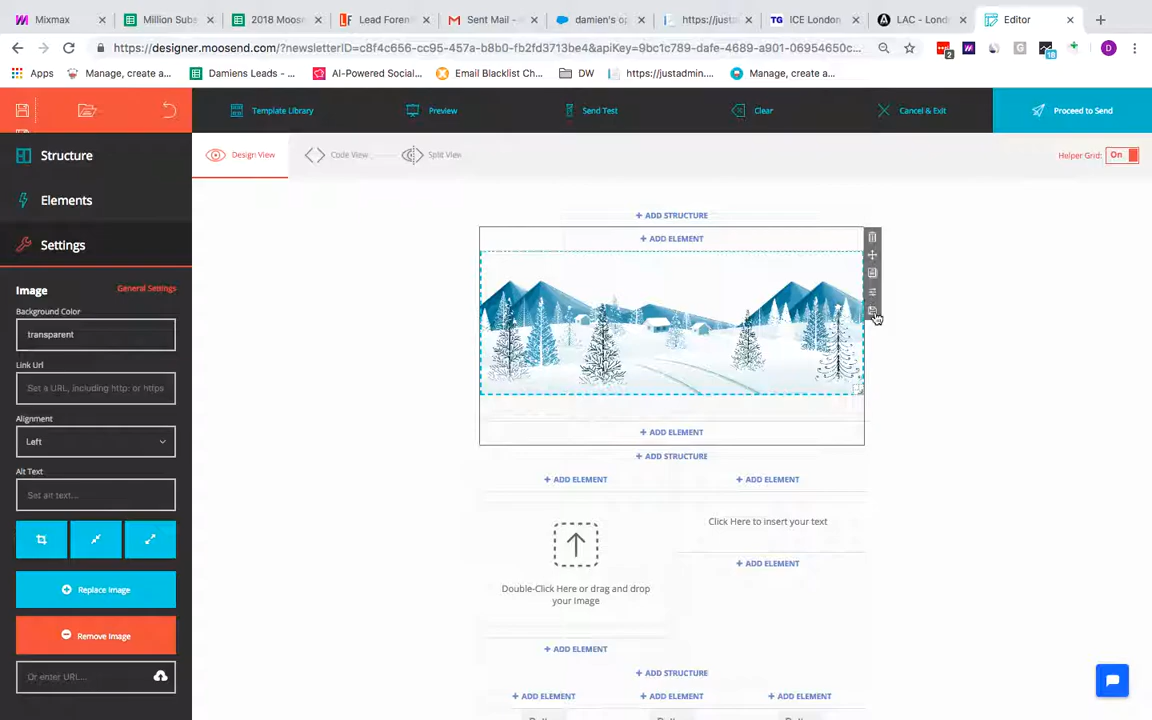 Mixmax
Million Subs
2018 Moose
Lead Foren
Sent Mail -
damien's o
https://just
ICE London
LAC - Lond
Editor
https://designer.moosend.com/?newsletterID=c8f4c656-cc95-457a-b8b0-fb2fd3713be4&apiKey=9bc1c789-dafe-4689-a901-06954650c...
2
18
D
Apps
Manage, create a...
Damiens Leads - ...
AI-Powered Social...
Email Blacklist Ch...
DW
https://justadmin....
Manage, create a...
Template Library
Preview
Send Test
Clear
Cancel & Exit
Proceed to Send
Structure
Design View
Code View
Split View
Helper Grid:
On
Elements
Settings
Image
General Settings
Background Color
transparent
Link Url
Set a URL, including http: or https
Alignment
Left
Alt Text
Set alt text...
Replace Image
Remove Image
Or enter URL...
+ ADD STRUCTURE
+ ADD ELEMENT
+ ADD ELEMENT
+ ADD STRUCTURE
+ ADD ELEMENT
+ ADD ELEMENT
Click Here to insert your text
+ ADD ELEMENT
Double-Click Here or drag and drop
your Image
+ ADD ELEMENT
+ ADD STRUCTURE
+ ADD ELEMENT
+ ADD ELEMENT
+ ADD ELEMENT